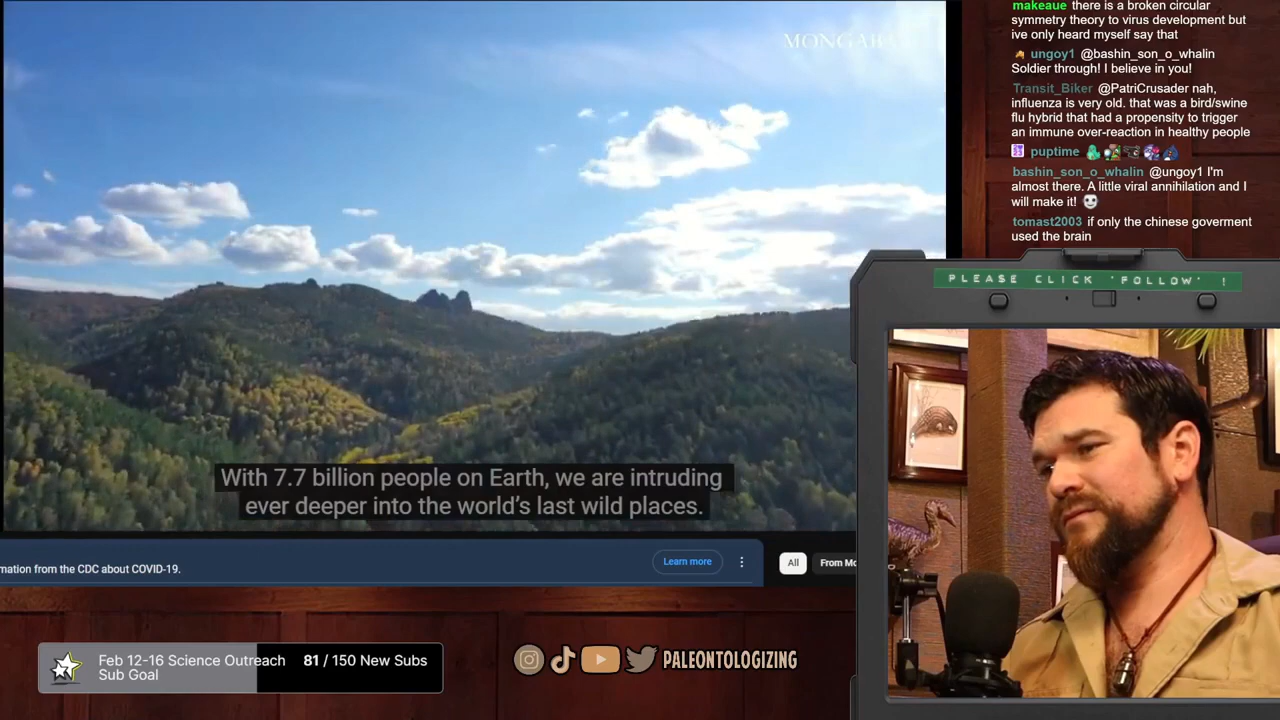 MONGABA
With 7.7 billion people on Earth, we are intruding
ever deeper into the world's last wild places.
mation from the CDC about COVID-19.
Learn more
All
From Mo
Feb 12-16 Science Outreach
Sub Goal
81 / 150 New Subs
PALEONTOLOGIZING
makeaue there is a broken circular
symmetry theory to virus development but
ive only heard myself say that
ungoy1 @bashin_son_o_whalin
Soldier through! I believe in you!
Transit_Biker @PatriCrusader nah,
influenza is very old. that was a bird/swine
flu hybrid that had a propensity to trigger
an immune over-reaction in healthy people
puptime
bashin_son_o_whalin @ungoy1 I'm
almost there. A little viral annihilation and I
will make it!
tomast2003 if only the chinese goverment
used the brain
PLEASE CLICK 'FOLLOW' !